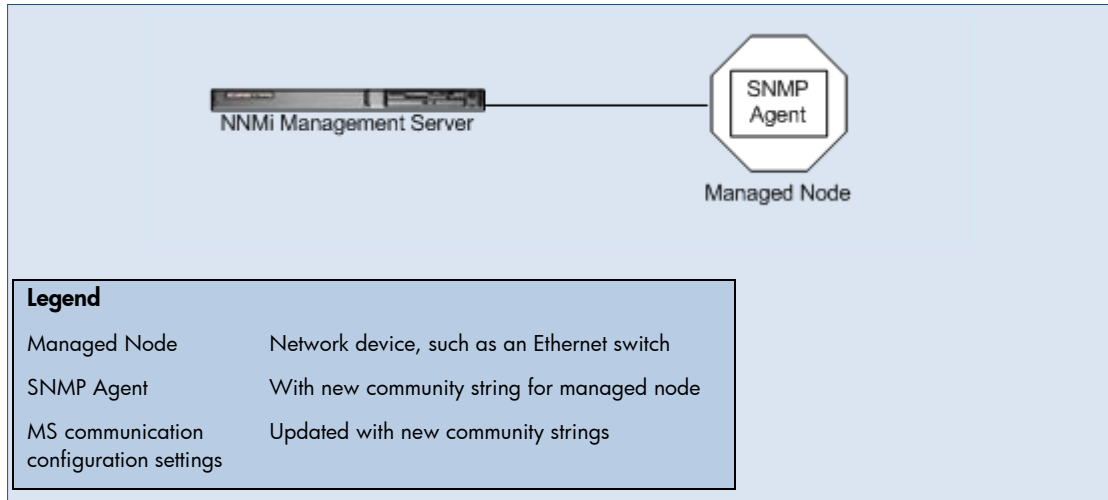 NNMi Management Server
SNMP
Agent
Managed Node
Legend
Managed Node Network device, such as an Ethernet switch
SNMP Agent With new community string for managed node
MS communication Updated with new community strings
configuration settings